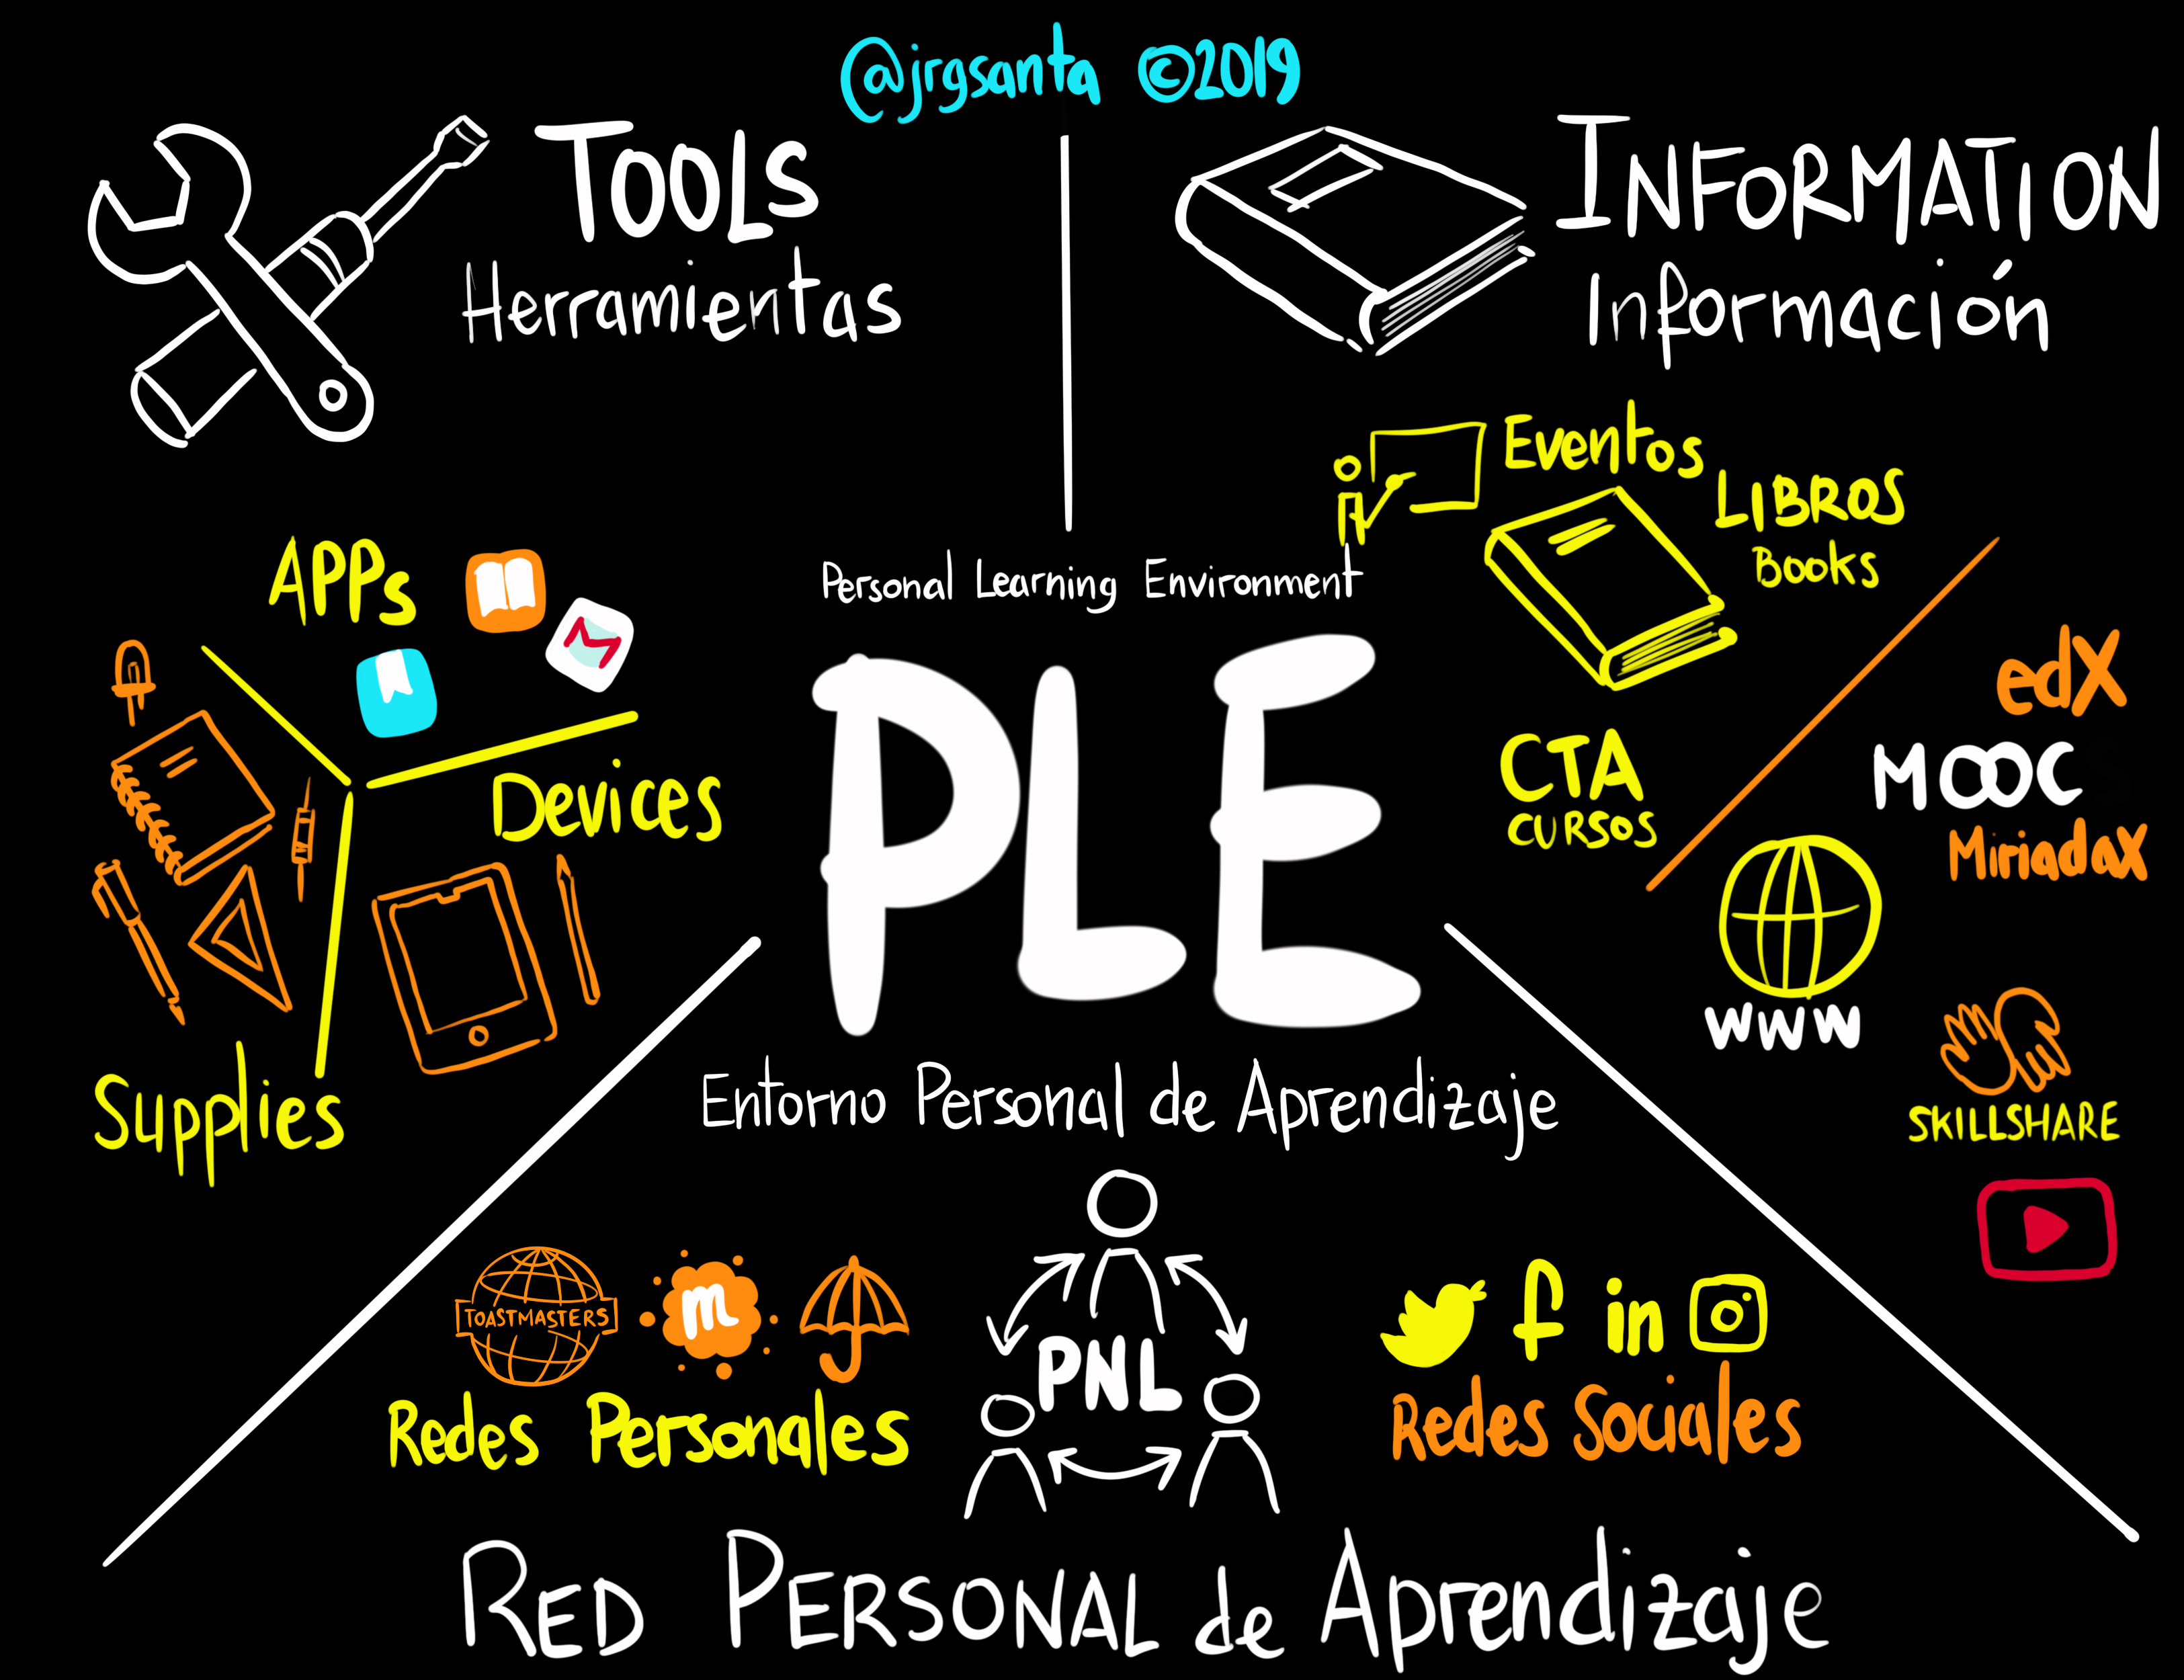 @jrgsanta ©2019
TOOLS
Herramientas
INFORMATION
Información
Eventos
LIBROS
Books
APPs
Personal Learning Environment
PLE
Entorno Personal de Aprendizaje
Devices
Supplies
CTA
CURSOS
edX
MOOC
MiriadaX
WWW
SKILLSHARE
TOASTMASTERS
m
Redes Personales
PNL
f in
Redes Sociales
RED PERSONAL de Aprendizaje